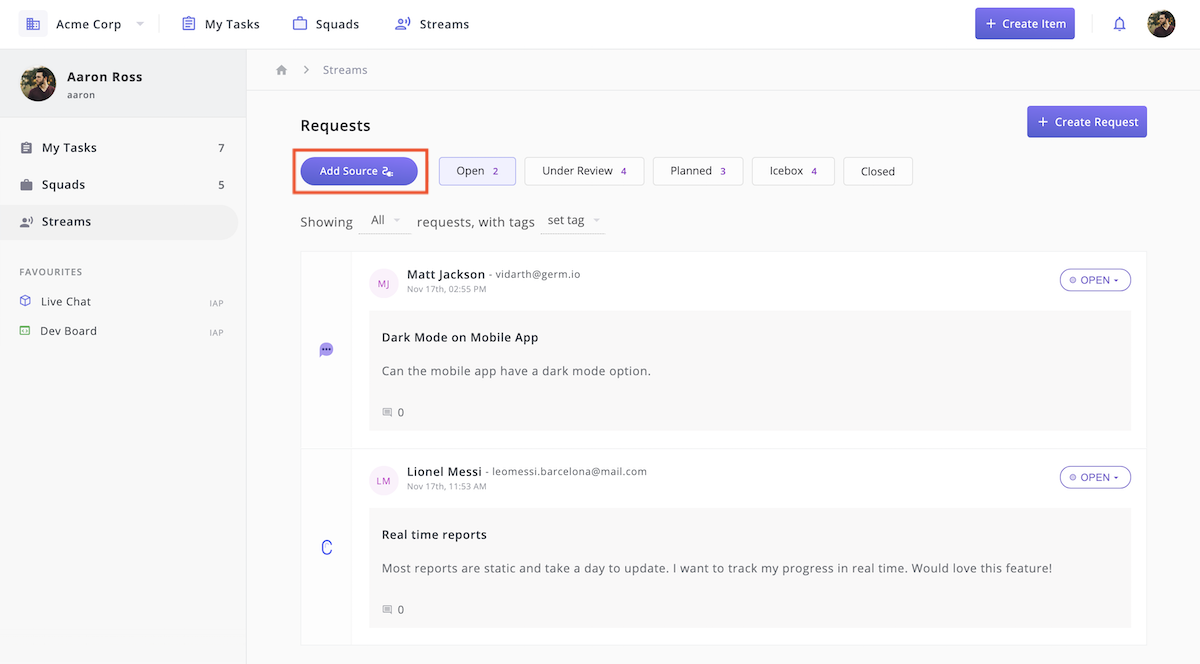 Acme Corp
My Tasks
Squads
Streams
+ Create Item
Aaron Ross
aaron
My Tasks 7
Squads 5
Streams
FAVOURITES
Live Chat IAP
Dev Board IAP
Streams
Requests
+ Create Request
Add Source
Open 2
Under Review 4
Planned 3
Icebox 4
Closed
Showing All requests, with tags set tag
MJ
Matt Jackson - vidarth@germ.io
Nov 17th, 02:55 PM
OPEN
Dark Mode on Mobile App
Can the mobile app have a dark mode option.
0
LM
Lionel Messi - leomessi.barcelona@mail.com
Nov 17th, 11:53 AM
OPEN
Real time reports
Most reports are static and take a day to update. I want to track my progress in real time. Would love this feature!
0